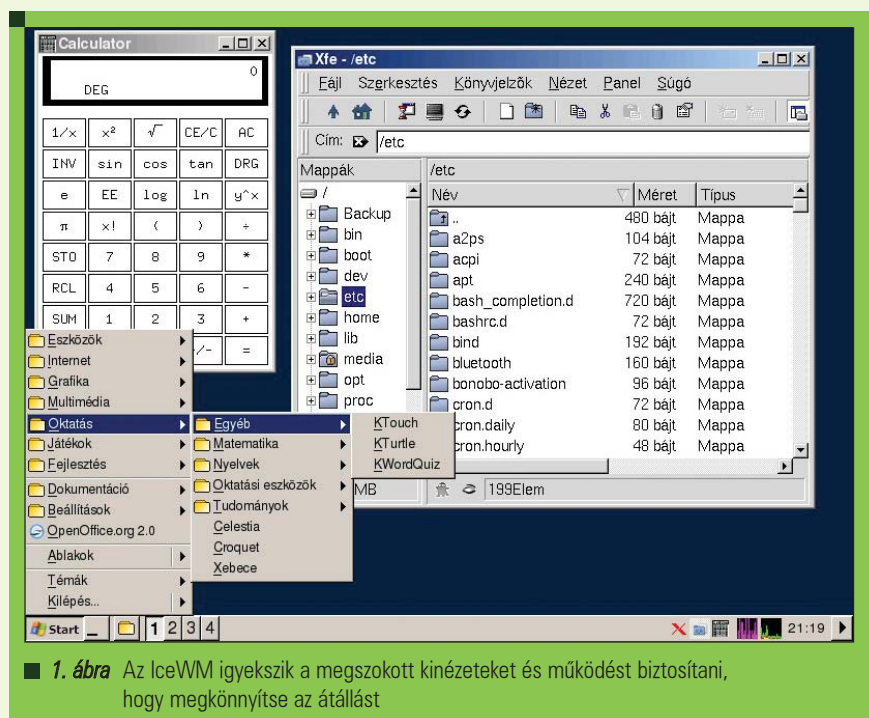 Calculator
0
DEG
1/x x² √ CE/C AC
INV sin cos tan DRG
e EE log ln y^x
π x! ( ) ÷
STO 7 8 9 *
RCL 4 5 6 -
SUM 1 2 3 +
/- =
Xfe - /etc
Fájl Szerkesztés Könyvjelzõk Nézet Panel Súgó
Cím: /etc
Mappák
/
Backup
bin
boot
dev
etc
home
lib
media
opt
proc
MB
/etc
Név Méret Típus
.. 480 bájt Mappa
a2ps 104 bájt Mappa
acpi 72 bájt Mappa
apt 240 bájt Mappa
bash_completion.d 720 bájt Mappa
bashrc.d 72 bájt Mappa
bind 192 bájt Mappa
bluetooth 160 bájt Mappa
bonobo-activation 96 bájt Mappa
cron.d 72 bájt Mappa
cron.daily 80 bájt Mappa
cron.hourly 48 bájt Mappa
199Elem
Eszközök
Internet
Grafika
Multimédia
Oktatás
Játékok
Fejlesztés
Dokumentáció
Beállítások
OpenOffice.org 2.0
Ablakok
Témák
Kilépés...
Egyéb
Matematika
Nyelvek
Oktatási eszközök
Tudományok
Celestia
Croquet
Xebece
KTouch
KTurtle
KWordQuiz
Start 1 2 3 4 21:19
1. ábra Az IceWM igyekszik a megszokott kinézeteket és működést biztosítani,
hogy megkönnyítse az átállást